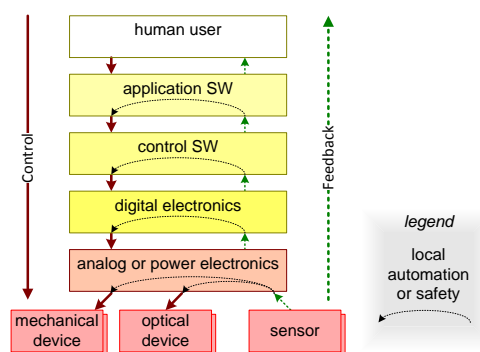 human user
application SW
control SW
digital electronics
analog or power electronics
mechanical
device
optical
device
sensor
Control
Feedback
legend
local
automation
or safety